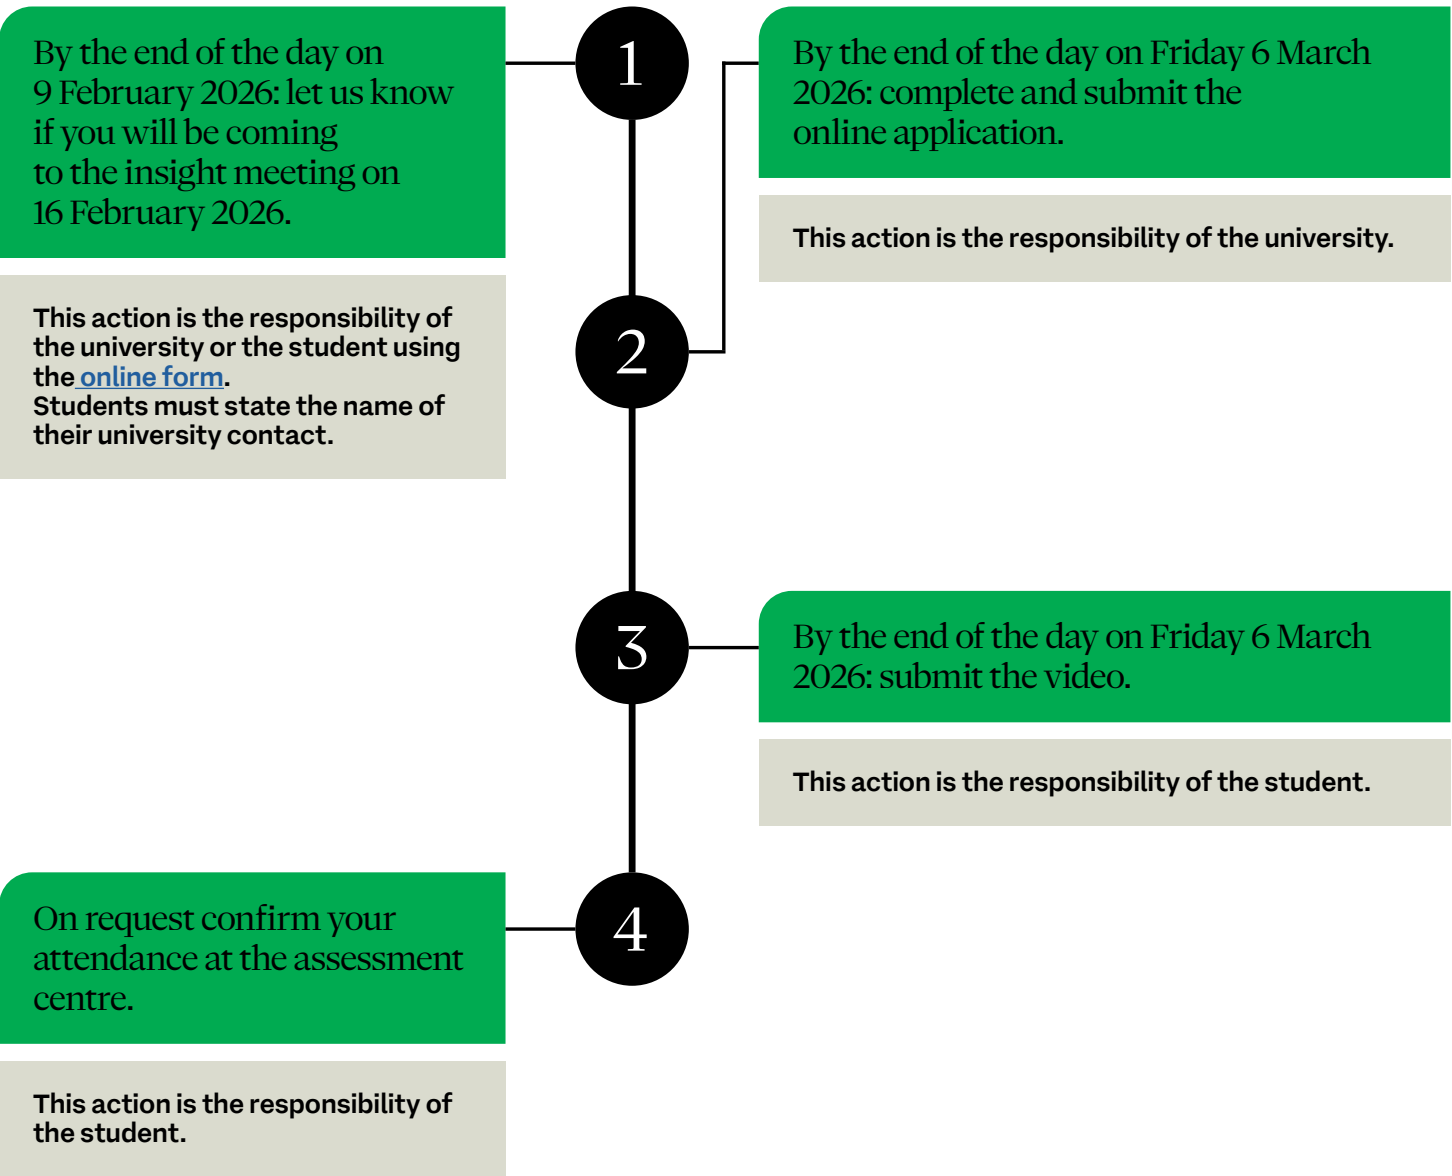 By the end of the day on
9 February 2026: let us know
if you will be coming
to the insight meeting on
16 February 2026.
This action is the responsibility of
the university or the student using
the online form.
Students must state the name of
their university contact.
1
By the end of the day on Friday 6 March
2026: complete and submit the
online application.
This action is the responsibility of the university.
2
3
By the end of the day on Friday 6 March
2026: submit the video.
This action is the responsibility of the student.
On request confirm your
attendance at the assessment
centre.
This action is the responsibility of
the student.
4